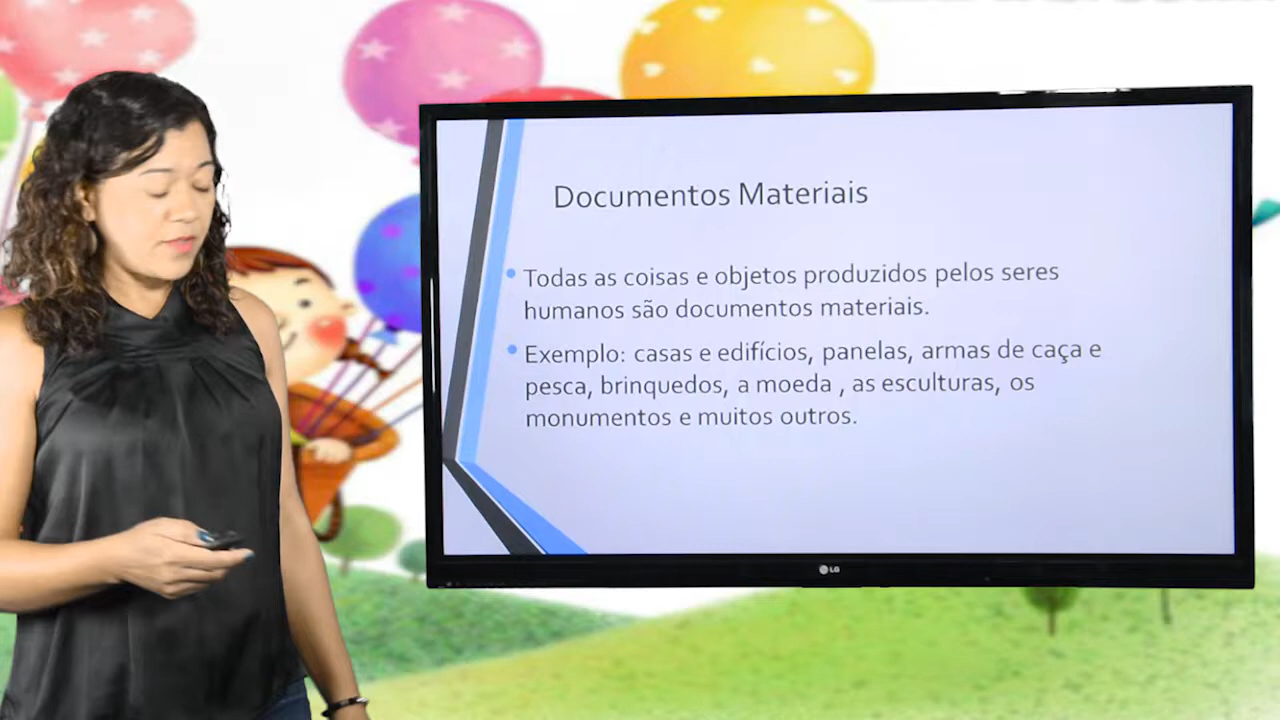 Documentos Materiais
Todas as coisas e objetos produzidos pelos seres
humanos são documentos materiais.
Exemplo: casas e edifícios, panelas, armas de caça e
pesca, brinquedos, a moeda , as esculturas, os
monumentos e muitos outros.
LG